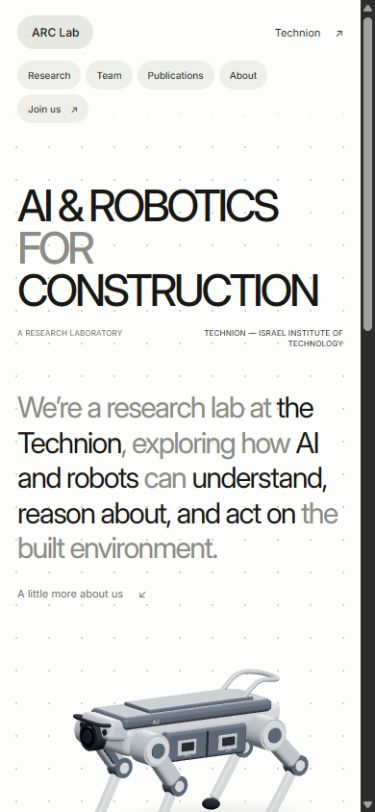 ARC Lab
Technion ↗
Research Team Publications About
Join us ↗
AI & ROBOTICS
FOR
CONSTRUCTION
A RESEARCH LABORATORY
TECHNION — ISRAEL INSTITUTE OF
TECHNOLOGY
We're a research lab at the
Technion, exploring how AI
and robots can understand,
reason about, and act on the
built environment.
A little more about us ↙